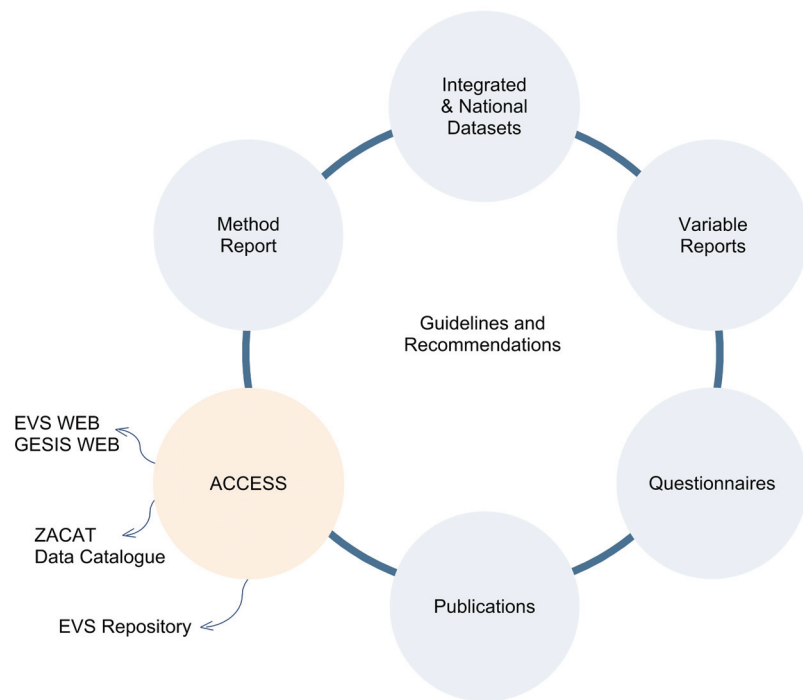 Integrated
& National
Datasets
Method
Report
Variable
Reports
Guidelines and
Recommendations
EVS WEB
GESIS WEB
ACCESS
Questionnaires
ZACAT
Data Catalogue
Publications
EVS Repository